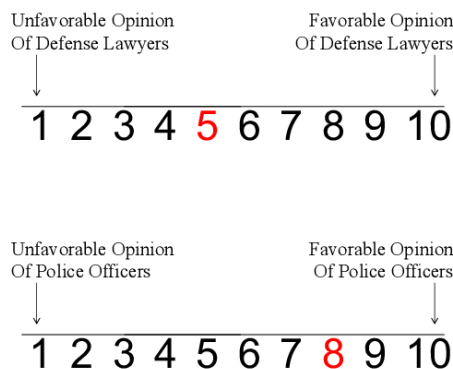 Unfavorable Opinion Favorable Opinion
Of Defense Lawyers Of Defense Lawyers
1 2 3 4 5 6 7 8 9 10
Unfavorable Opinion Favorable Opinion
Of Police Officers Of Police Officers
1 2 3 4 5 6 7 8 9 10